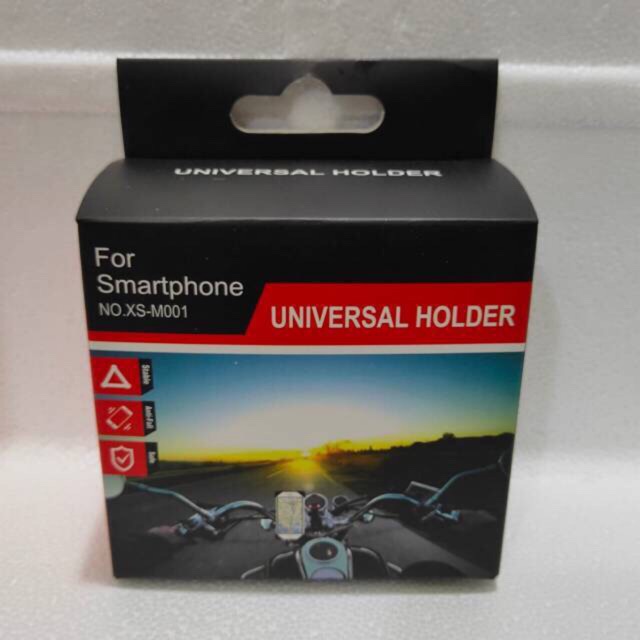 UNIVERSAL HOLDER
For
Smartphone
NO.XS-M001
UNIVERSAL HOLDER
Stable
Anti-Fall
Safe